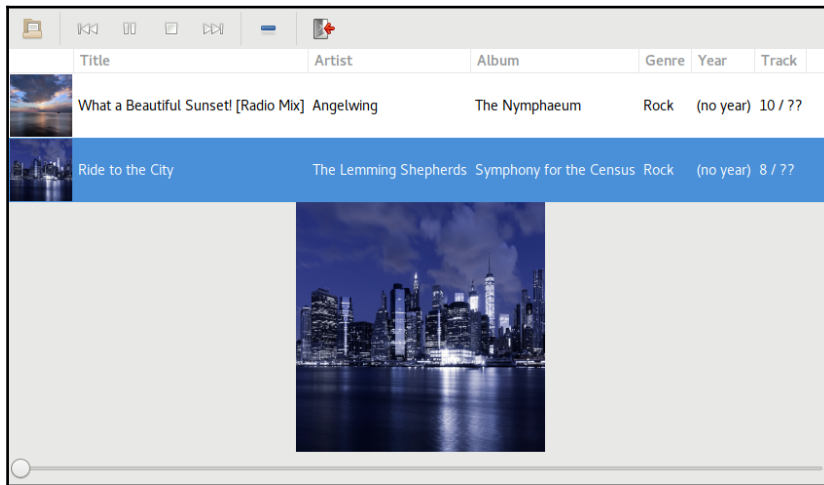 Title Artist Album Genre Year Track
What a Beautiful Sunset! [Radio Mix] Angelwing The Nymphaeum Rock (no year) 10 / ??
Ride to the City The Lemming Shepherds Symphony for the Census Rock (no year) 8 / ??